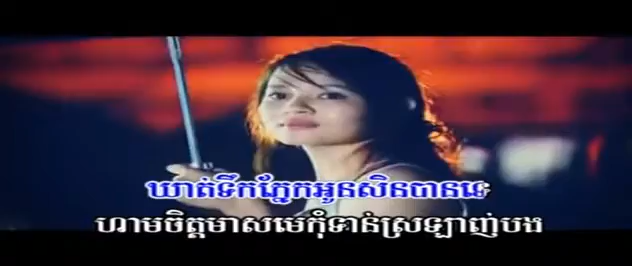 ឃាត់ទឹកភ្នែកអូនសិនបានទេ
ហាមចិត្តមាសមេកុំទាន់ស្រឡាញ់បង